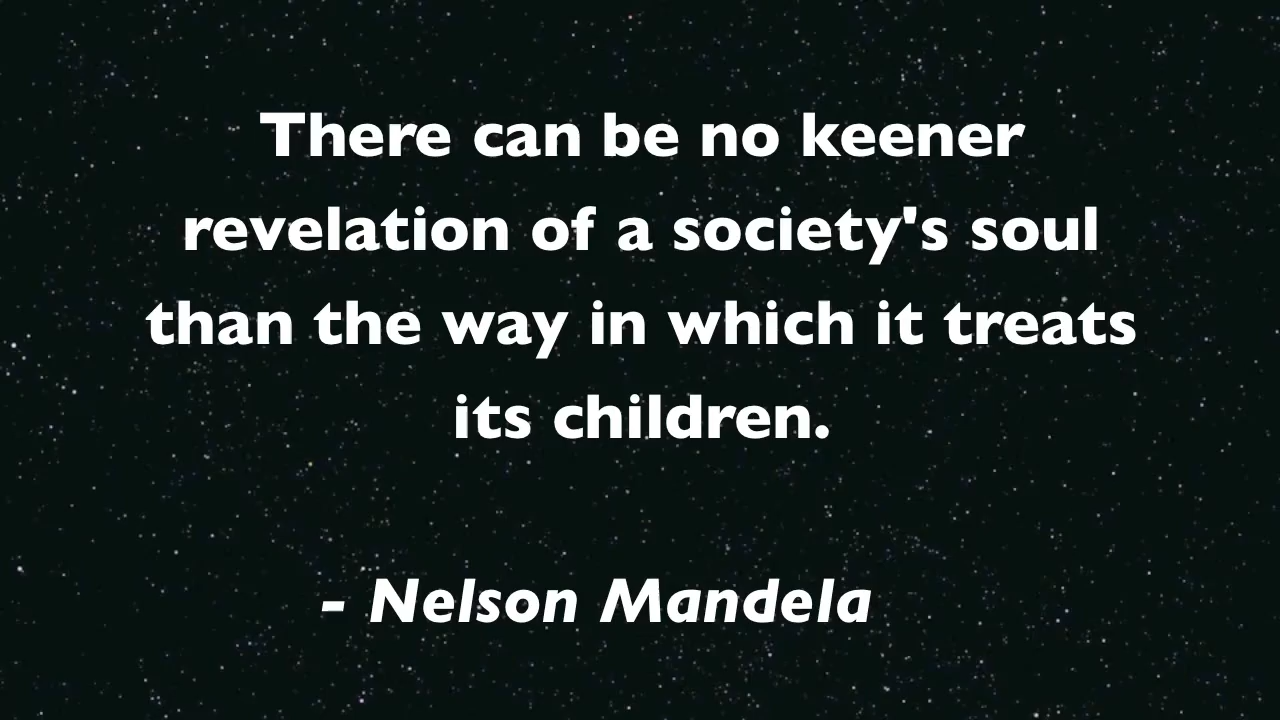 There can be no keener
revelation of a society's soul
than the way in which it treats
its children.
- Nelson Mandela